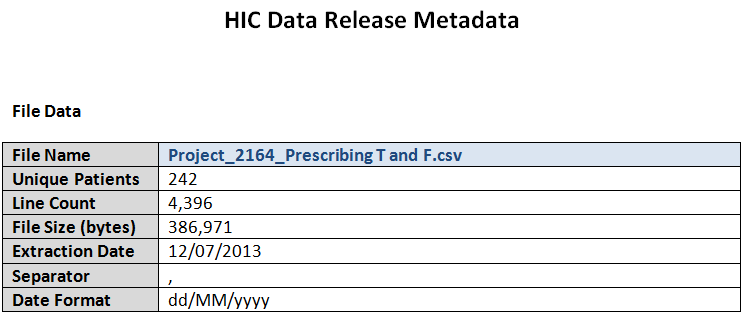 HIC Data Release Metadata
File Data
File Name Project_2164_Prescribing T and F.csv
Unique Patients 242
Line Count 4,396
File Size (bytes) 386,971
Extraction Date 12/07/2013
Separator ,
Date Format dd/MM/yyyy